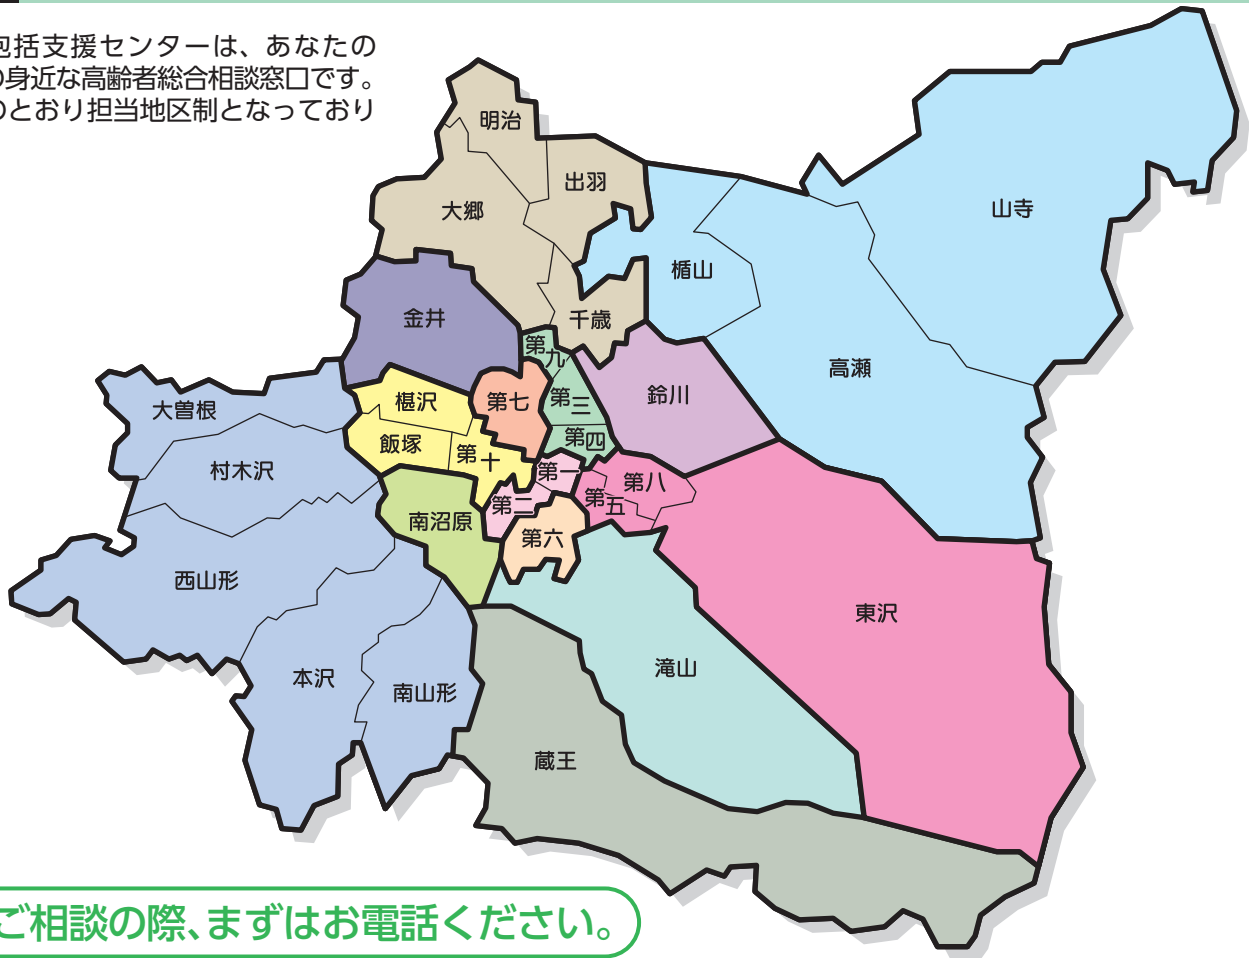 包括支援センターは、あなたの
の身近な高齢者総合相談窓口です。
のとおり担当地区制となっており
明治
出羽
大郷
山寺
楯山
金井
千歳
第九
高瀬
鈴川
第三
第七
椹沢
大曽根
飯塚
第四
第十
村木沢
第一
第八
第二
第五
南沼原
第六
西山形
東沢
滝山
本沢
南山形
蔵王
ご相談の際、まずはお電話ください。